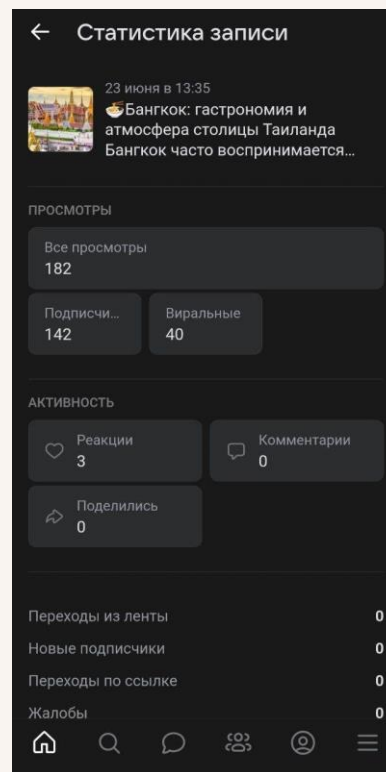 Статистика записи
23 июня в 13:35
🍜Бангкок: гастрономия и
атмосфера столицы Таиланда
Бангкок часто воспринимается...
ПРОСМОТРЫ
Все просмотры
182
Подписчи...
142
Виральные
40
АКТИВНОСТЬ
Реакции
3
Комментарии
0
Поделились
0
Переходы из ленты 0
Новые подписчики 0
Переходы по ссылке 0
Жалобы 0